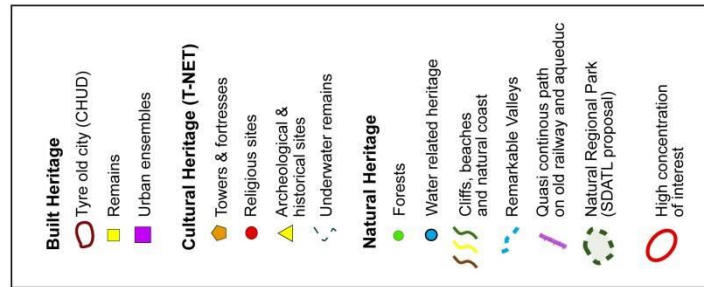 Built Heritage
Tyre old city (CHUD)
Remains
Urban ensembles
Cultural Heritage (T-NET)
Towers & fortresses
Religious sites
Archeological &
historical sites
Underwater remains
Natural Heritage
Forests
Water related heritage
Cliffs, beaches
and natural coast
Remarkable Valleys
Quasi continous path
on old railway and aqueduc
Natural Regional Park
(SDATL proposal)
High concentration
of interest